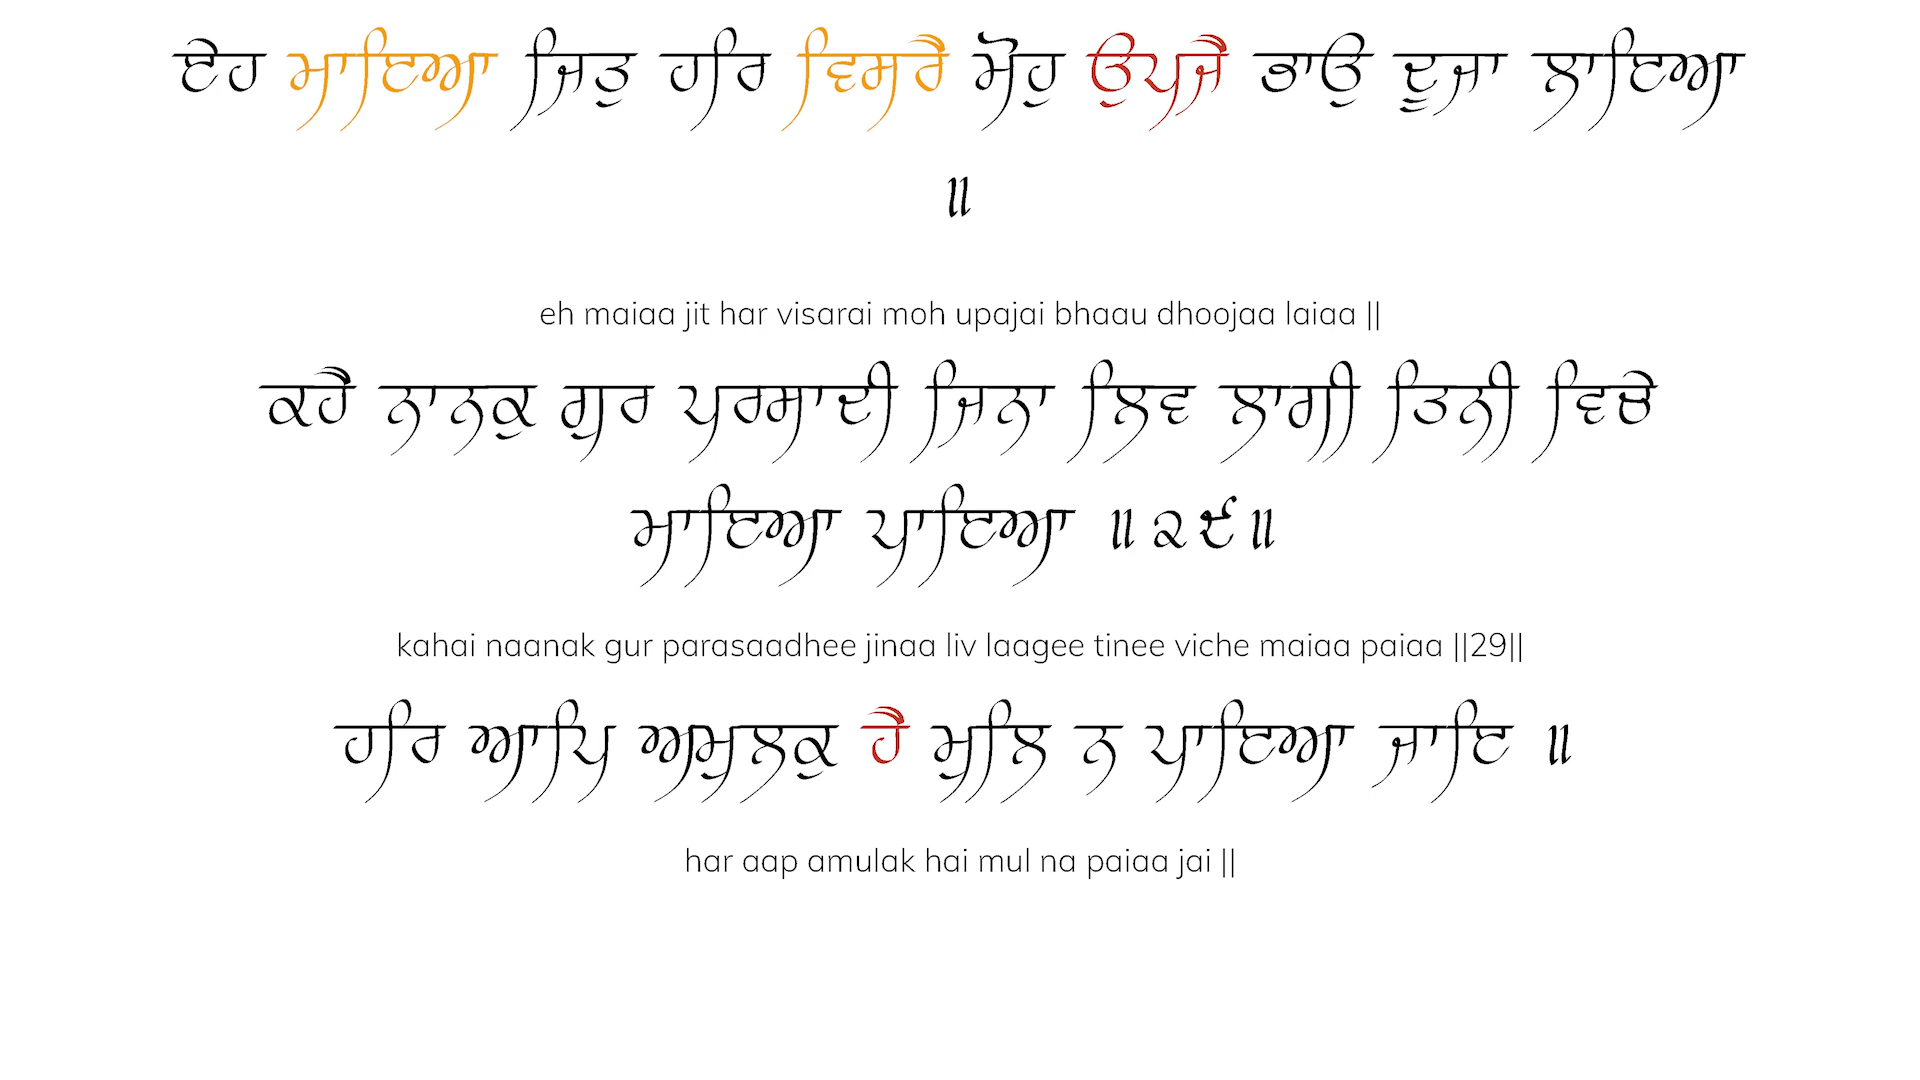 ਏਹ ਮਾਇਆ ਜਿਤੁ ਹਰਿ ਵਿਸਰੈ ਮੋਹੁ ਉਪਜੈ ਭਾਉ ਦੂਜਾ ਲਾਇਆ
॥
eh maiaa jit har visarai moh upajai bhaau dhoojaa laiaa ||
ਕਹੈ ਨਾਨਕੁ ਗੁਰ ਪਰਸਾਦੀ ਜਿਨਾ ਲਿਵ ਲਾਗੀ ਤਿਨੀ ਵਿਚੇ
ਮਾਇਆ ਪਾਇਆ ॥੨੯॥
kahai naanak gur parasaadhee jinaa liv laagee tinee viche maiaa paiaa ||29||
ਹਰਿ ਆਪਿ ਅਮੁਲਕੁ ਹੈ ਮੁਲਿ ਨ ਪਾਇਆ ਜਾਇ ॥
har aap amulak hai mul na paiaa jai ||